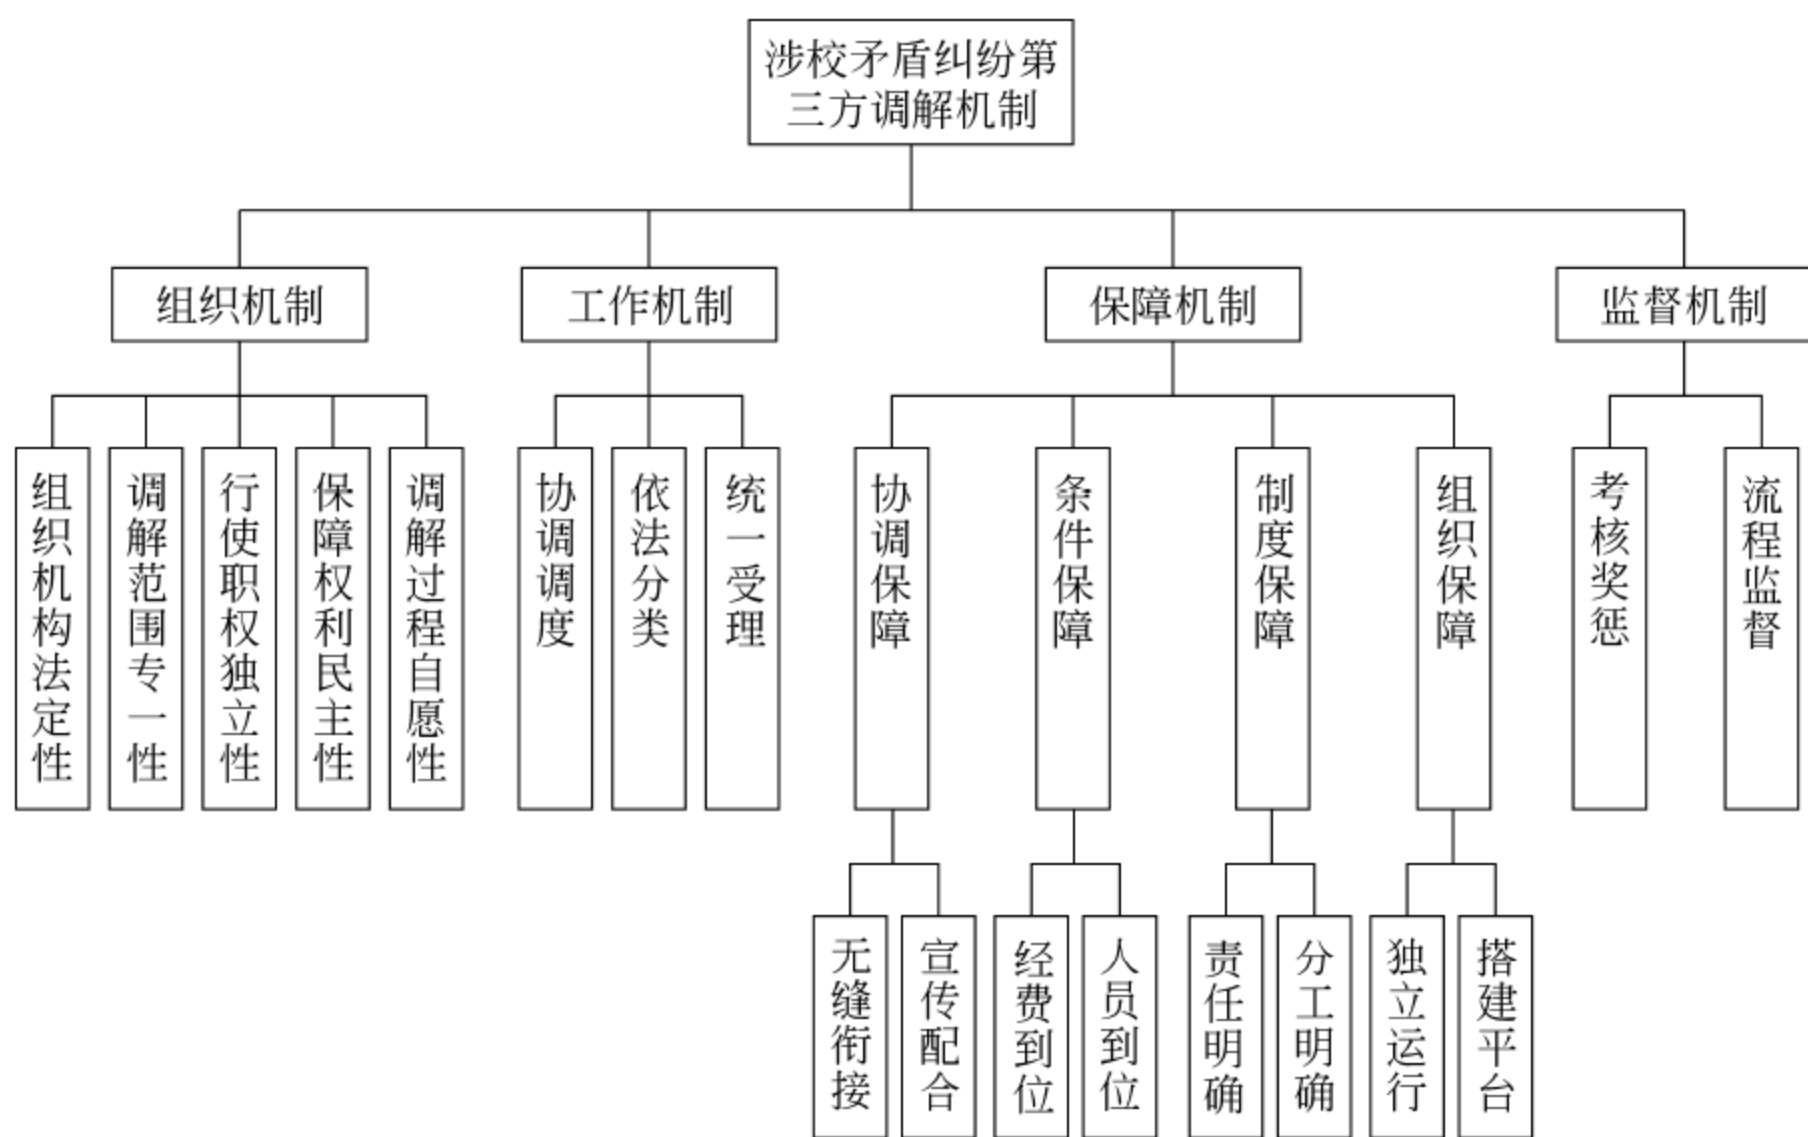 涉校矛盾纠纷第
三方调解机制
组织机制
工作机制
保障机制
监督机制
组织机构法定性
调解范围专一性
行使职权独立性
保障权利民主性
调解过程自愿性
协调调度
依法分类
统一受理
协调保障
条件保障
制度保障
组织保障
考核奖惩
流程监督
无缝衔接
宣传配合
经费到位
人员到位
责任明确
分工明确
独立运行
搭建平台